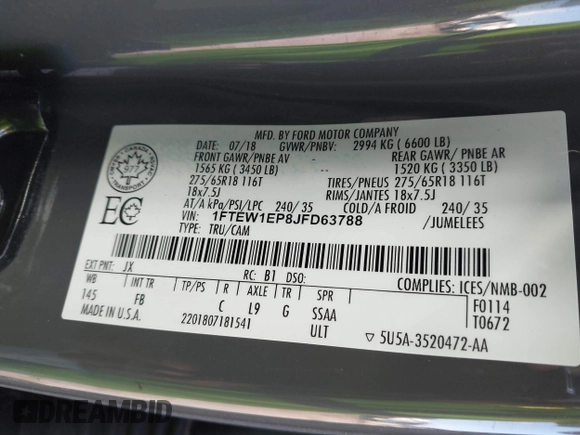 MFD. BY FORD MOTOR COMPANY
DATE: 07/18 GVWR/PNBV: 2994 KG ( 6600 LB)
FRONT GAWR/PNBE AV REAR GAWR/ PNBE AR
1565 KG ( 3450 LB) 1520 KG ( 3350 LB)
275/65R18 116T TIRES/PNEUS 275/65R18 116T
18x7.5J RIMS/JANTES 18x7.5J
AT/A kPa/PSI/LPC 240/ 35 COLD/A FROID 240/ 35
VIN: 1FTEW1EP8JFD63788 /JUMELEES
TYPE: TRU/CAM
977
TRANSPORT
EC
EXT PNT: JX RC: B1 DSO: COMPLIES: ICES/NMB-002
WB INT TR TP/PS R AXLE TR SPR F0114
145 FB C L9 G SSAA T0672
MADE IN U.S.A. 2201807181541 ULT ▽ 5U5A-3520472-AA
DREAMBID